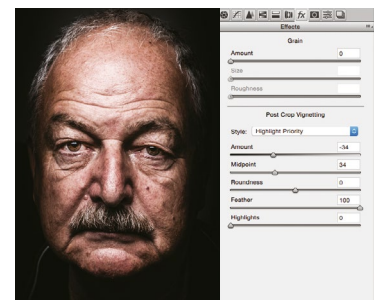 fx
Effects
Grain
Amount 0
Size
Roughness
Post Crop Vignetting
Style: Highlight Priority
Amount -34
Midpoint 34
Roundness 0
Feather 100
Highlights 0